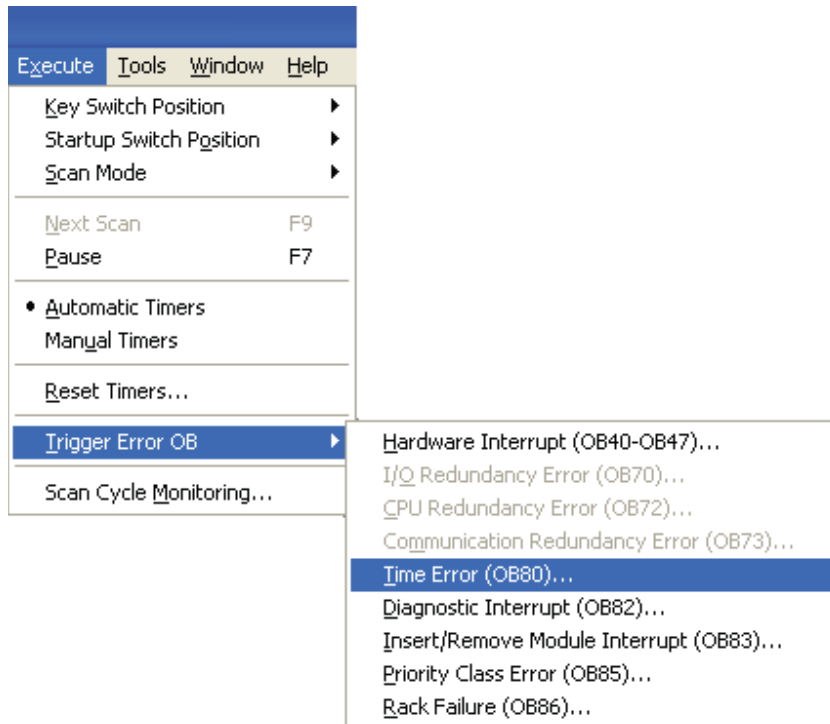 Execute Tools Window Help
Key Switch Position
Startup Switch Position
Scan Mode
Next Scan F9
Pause F7
Automatic Timers
Manual Timers
Reset Timers...
Trigger Error OB
Scan Cycle Monitoring...
Hardware Interrupt (OB40-OB47)...
I/O Redundancy Error (OB70)...
CPU Redundancy Error (OB72)...
Communication Redundancy Error (OB73)...
Time Error (OB80)...
Diagnostic Interrupt (OB82)...
Insert/Remove Module Interrupt (OB83)...
Priority Class Error (OB85)...
Rack Failure (OB86)...